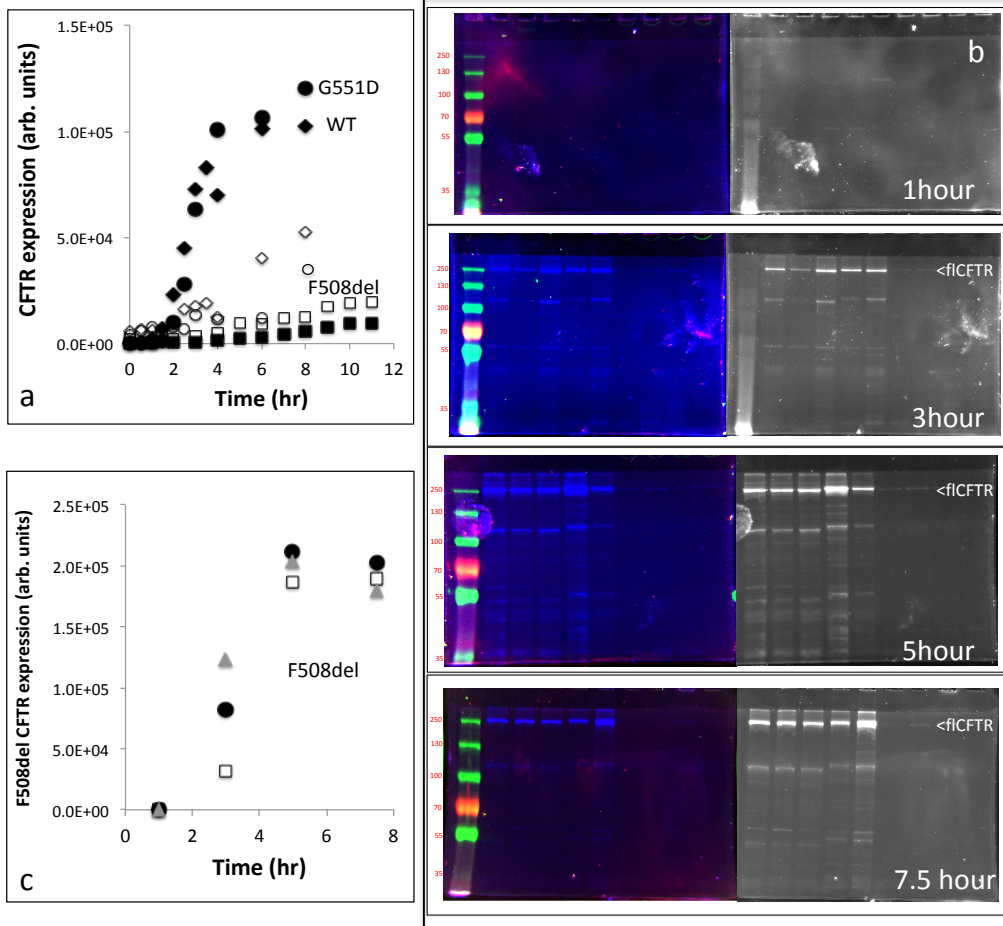 1.5E+05
1.0E+05
5.0E+04
0.0E+00
CFTR expression (arb. units)
G551D
WT
F508del
0 2 4 6 8 10 12
Time (hr)
a
b
250
130
100
70
55
35
1hour
250
130
100
70
55
35
<flCFTR
3hour
250
130
100
70
55
35
<flCFTR
5hour
250
130
100
70
55
35
<flCFTR
7.5 hour
2.5E+05
2.0E+05
1.5E+05
1.0E+05
5.0E+04
0.0E+00
F508del CFTR expression (arb. units)
F508del
0 2 4 6 8
Time (hr)
c